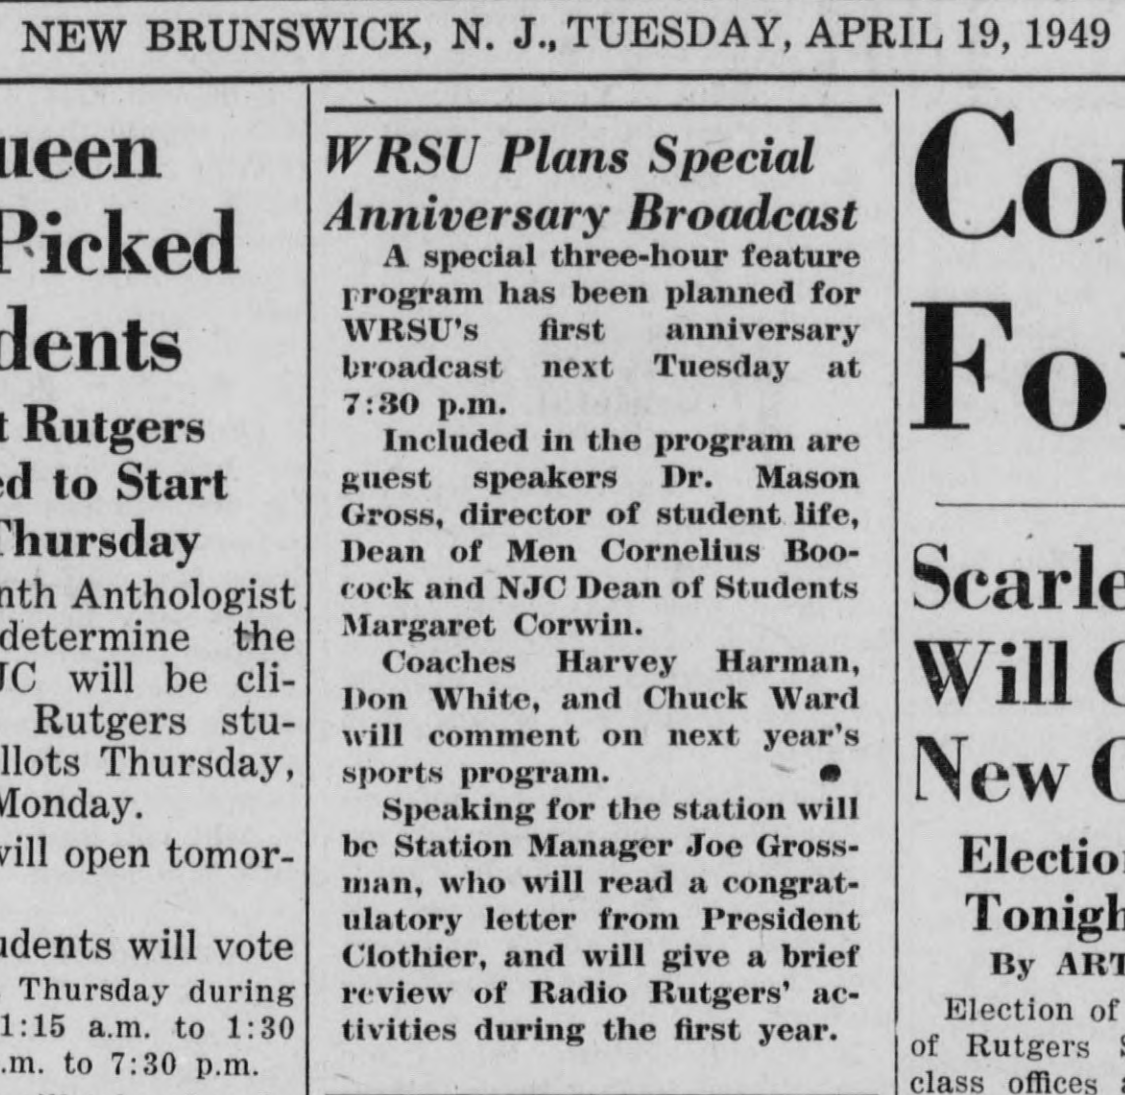 NEW BRUNSWICK, N. J., TUESDAY, APRIL 19, 1949
ueen
Picked
dents
t Rutgers
ed to Start
Thursday
nth Anthologist
determine the
JC will be cli-
Rutgers stu-
llots Thursday,
Monday.
will open tomor-
udents will vote
Thursday during
1:15 a.m. to 1:30
.m. to 7:30 p.m.
WRSU Plans Special
Anniversary Broadcast
A special three-hour feature
program has been planned for
WRSU's first anniversary
broadcast next Tuesday at
7:30 p.m.
Included in the program are
guest speakers Dr. Mason
Gross, director of student life,
Dean of Men Cornelius Boo-
cock and NJC Dean of Students
Margaret Corwin.
Coaches Harvey Harman,
Don White, and Chuck Ward
will comment on next year's
sports program.
Speaking for the station will
be Station Manager Joe Gross-
man, who will read a congrat-
ulatory letter from President
Clothier, and will give a brief
review of Radio Rutgers' ac-
tivities during the first year.
Cou
For
Scarle
Will
New
Election
Tonigh
By ART
Election of
of Rutgers S
class offices a